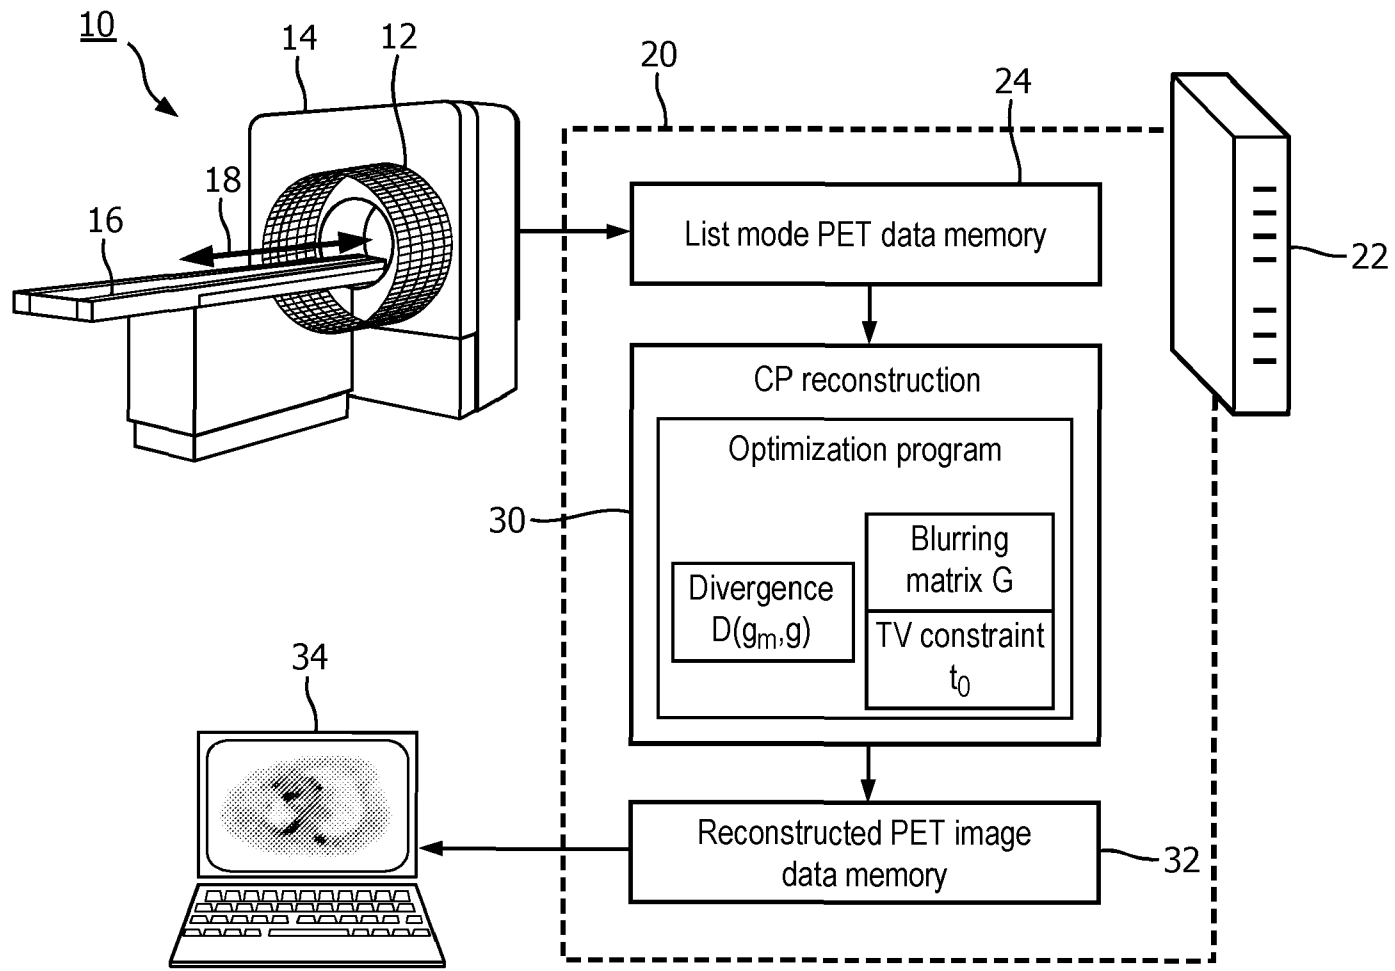 10
14
12
20
24
18
16
List mode PET data memory
22
CP reconstruction
Optimization program
30
Blurring
matrix G
Divergence
D(gm,g)
TV constraint
t0
34
Reconstructed PET image
data memory
32